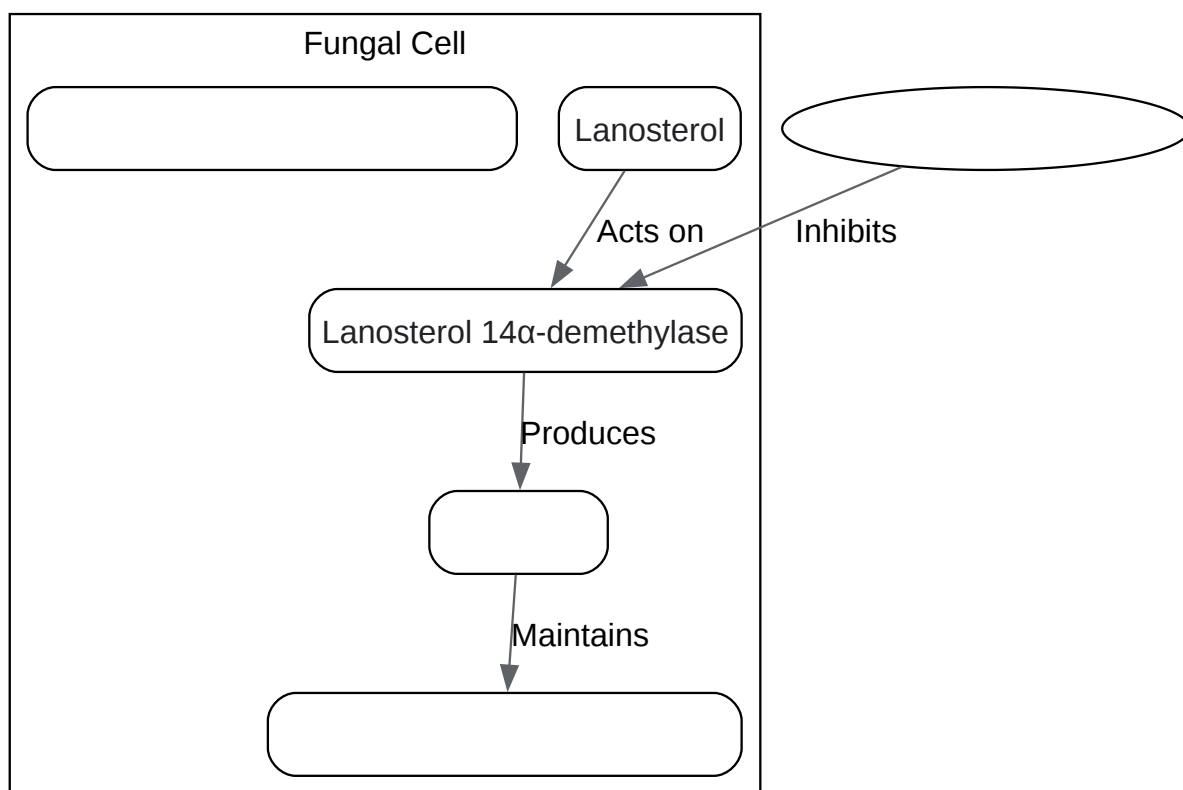 Fungal Cell
Lanosterol
Acts on
Inhibits
Lanosterol 14α-demethylase
Produces
Maintains